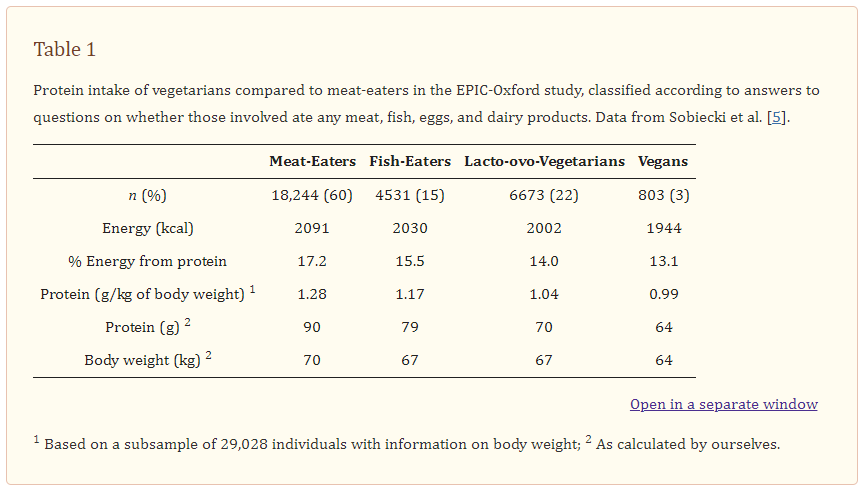 Table 1
Protein intake of vegetarians compared to meat-eaters in the EPIC-Oxford study, classified according to answers to
questions on whether those involved ate any meat, fish, eggs, and dairy products. Data from Sobiecki et al. [5].
Meat-Eaters Fish-Eaters Lacto-ovo-Vegetarians Vegans
n (%) 18,244 (60) 4531 (15) 6673 (22) 803 (3)
Energy (kcal) 2091 2030 2002 1944
% Energy from protein 17.2 15.5 14.0 13.1
Protein (g/kg of body weight) 1 1.28 1.17 1.04 0.99
Protein (g) 2 90 79 70 64
Body weight (kg) 2 70 67 67 64
Open in a separate window
1 Based on a subsample of 29,028 individuals with information on body weight; 2 As calculated by ourselves.